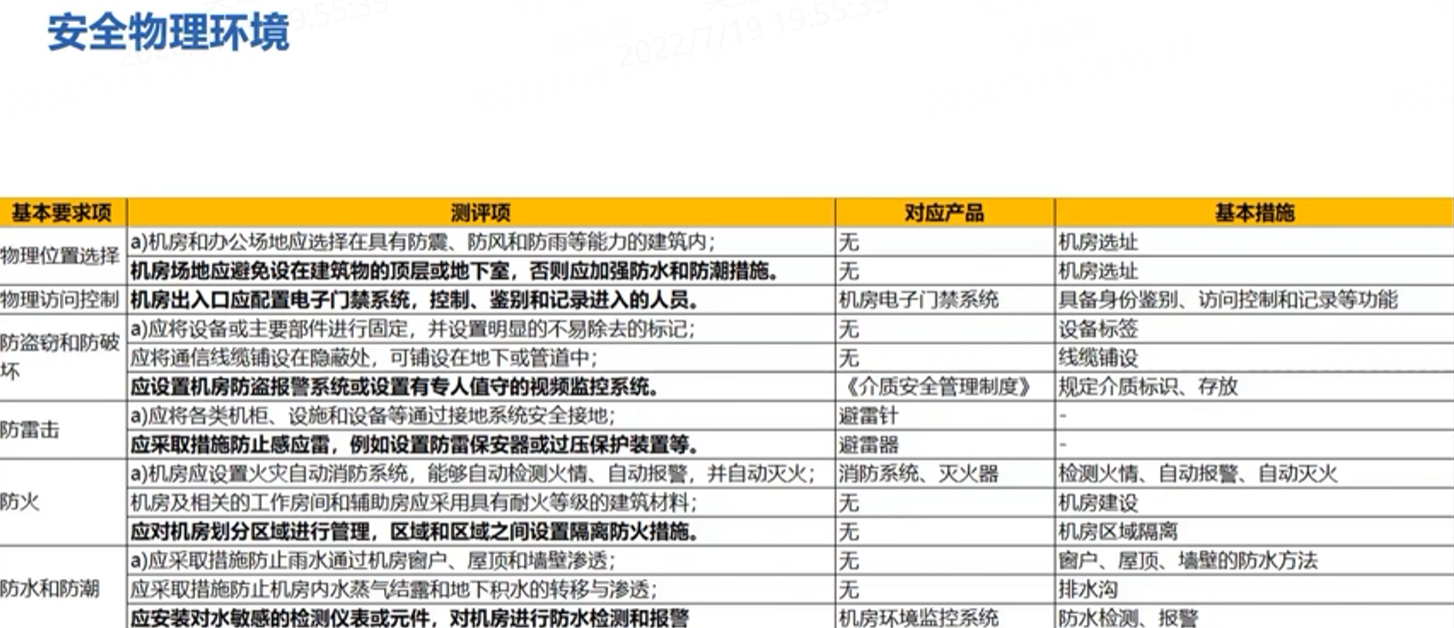 安全物理环境
2022/7/19 19:55:39
基本要求项 测评项 对应产品 基本措施
物理位置选择 a)机房和办公场地应选择在具有防震、防风和防雨等能力的建筑内; 无 机房选址
机房场地应避免设在建筑物的顶层或地下室，否则应加强防水和防潮措施。 无 机房选址
物理访问控制 机房出入口应配置电子门禁系统，控制、鉴别和记录进入的人员。 机房电子门禁系统 具备身份鉴别、访问控制和记录等功能
防盗窃和防破坏 a)应将设备或主要部件进行固定，并设置明显的不易除去的标记; 无 设备标签
应将通信线缆铺设在隐蔽处，可铺设在地下或管道中; 无 线缆铺设
应设置机房防盗报警系统或设置有专人值守的视频监控系统。 《介质安全管理制度》 规定介质标识、存放
防雷击 a)应将各类机柜、设施和设备等通过接地系统安全接地; 避雷针 -
应采取措施防止感应雷，例如设置防雷保安器或过压保护装置等。 避雷器 -
防火 a)机房应设置火灾自动消防系统，能够自动检测火情、自动报警，并自动灭火; 消防系统、灭火器 检测火情、自动报警、自动灭火
机房及相关的工作房间和辅助房应采用具有耐火等级的建筑材料; 无 机房建设
应对机房划分区域进行管理，区域和区域之间设置隔离防火措施。 无 机房区域隔离
防水和防潮 a)应采取措施防止雨水通过机房窗户、屋顶和墙壁渗透; 无 窗户、屋顶、墙壁的防水方法
应采取措施防止机房内水蒸气结露和地下积水的转移与渗透; 无 排水沟
应安装对水敏感的检测仪表或元件，对机房进行防水检测和报警 机房环境监控系统 防水检测、报警